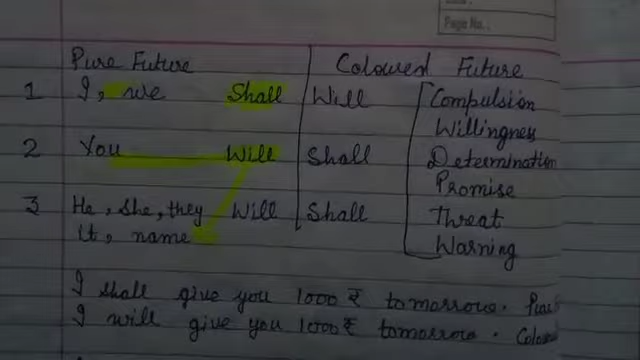 Page No.:
Pure Future Coloured Future
1 I, we Shall Will Compulsion
Willingness
2 You Will Shall Determination
Promise
3 He, She, they Will Shall Threat
it, name Warning
I shall give you 1000 ₹ tomorrow.
I will give you 1000 ₹ tomorrow.